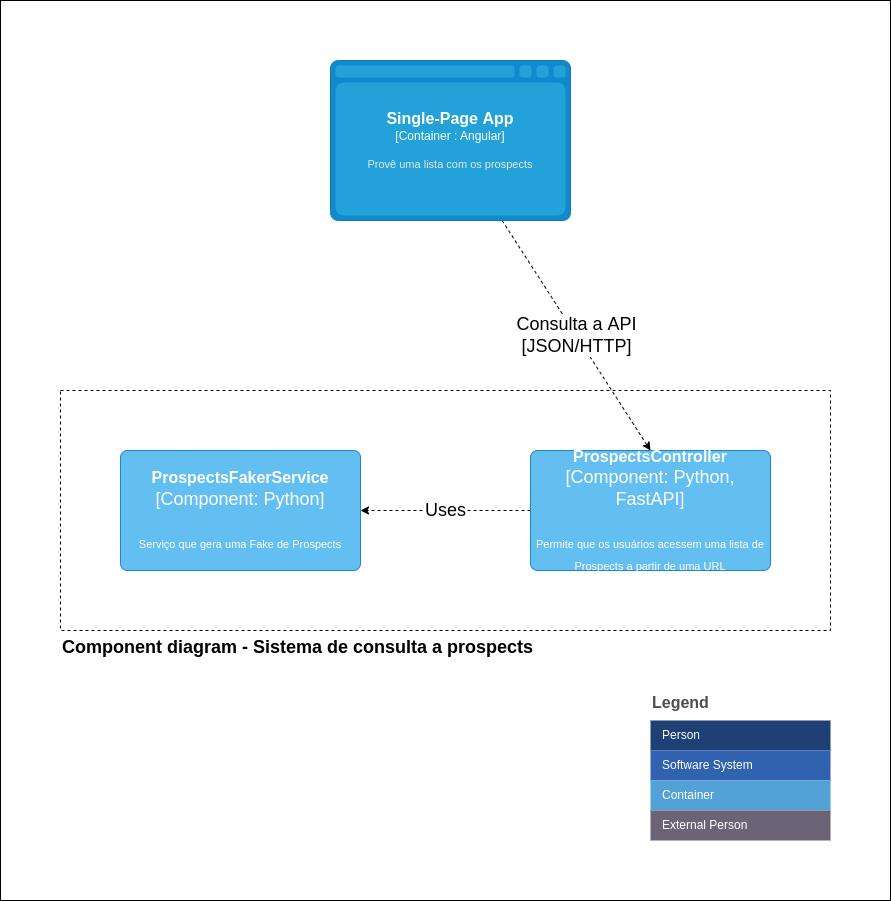 Single-Page App
[Container : Angular]
Provê uma lista com os prospects
Consulta a API
[JSON/HTTP]
ProspectsFakerService
[Component: Python]
Serviço que gera uma Fake de Prospects
Uses
ProspectsController
[Component: Python,
FastAPI]
Permite que os usuários acessem uma lista de
Prospects a partir de uma URL
Component diagram - Sistema de consulta a prospects
Legend
Person
Software System
Container
External Person